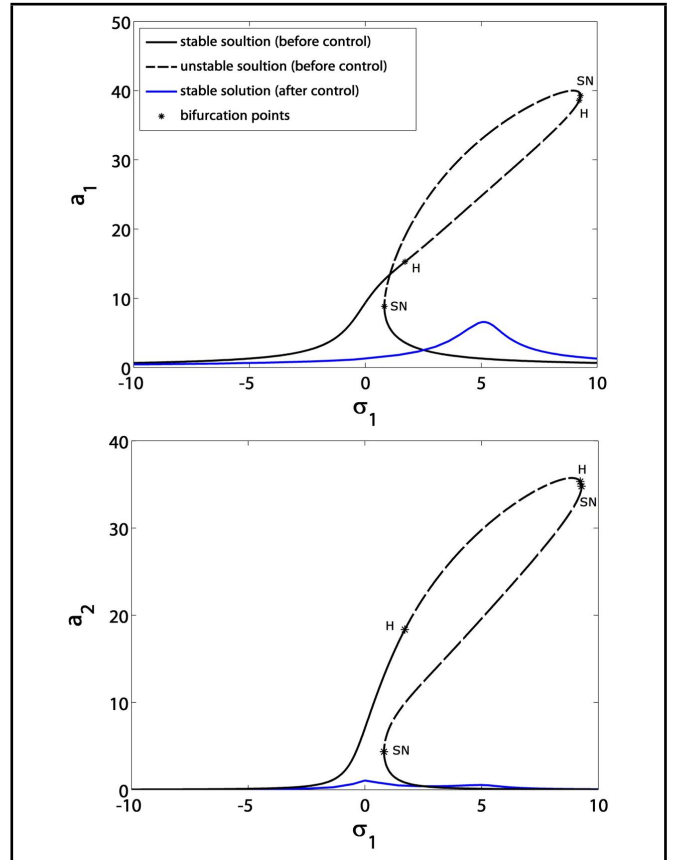 50
40
30
20
10
0
a1
stable soultion (before control)
unstable soultion (before control)
stable solution (after control)
* bifurcation points
SN
H
H
SN
-10
-5
0
5
10
σ1
40
30
20
10
0
a2
H
SN
H
SN
-10
-5
0
5
10
σ1